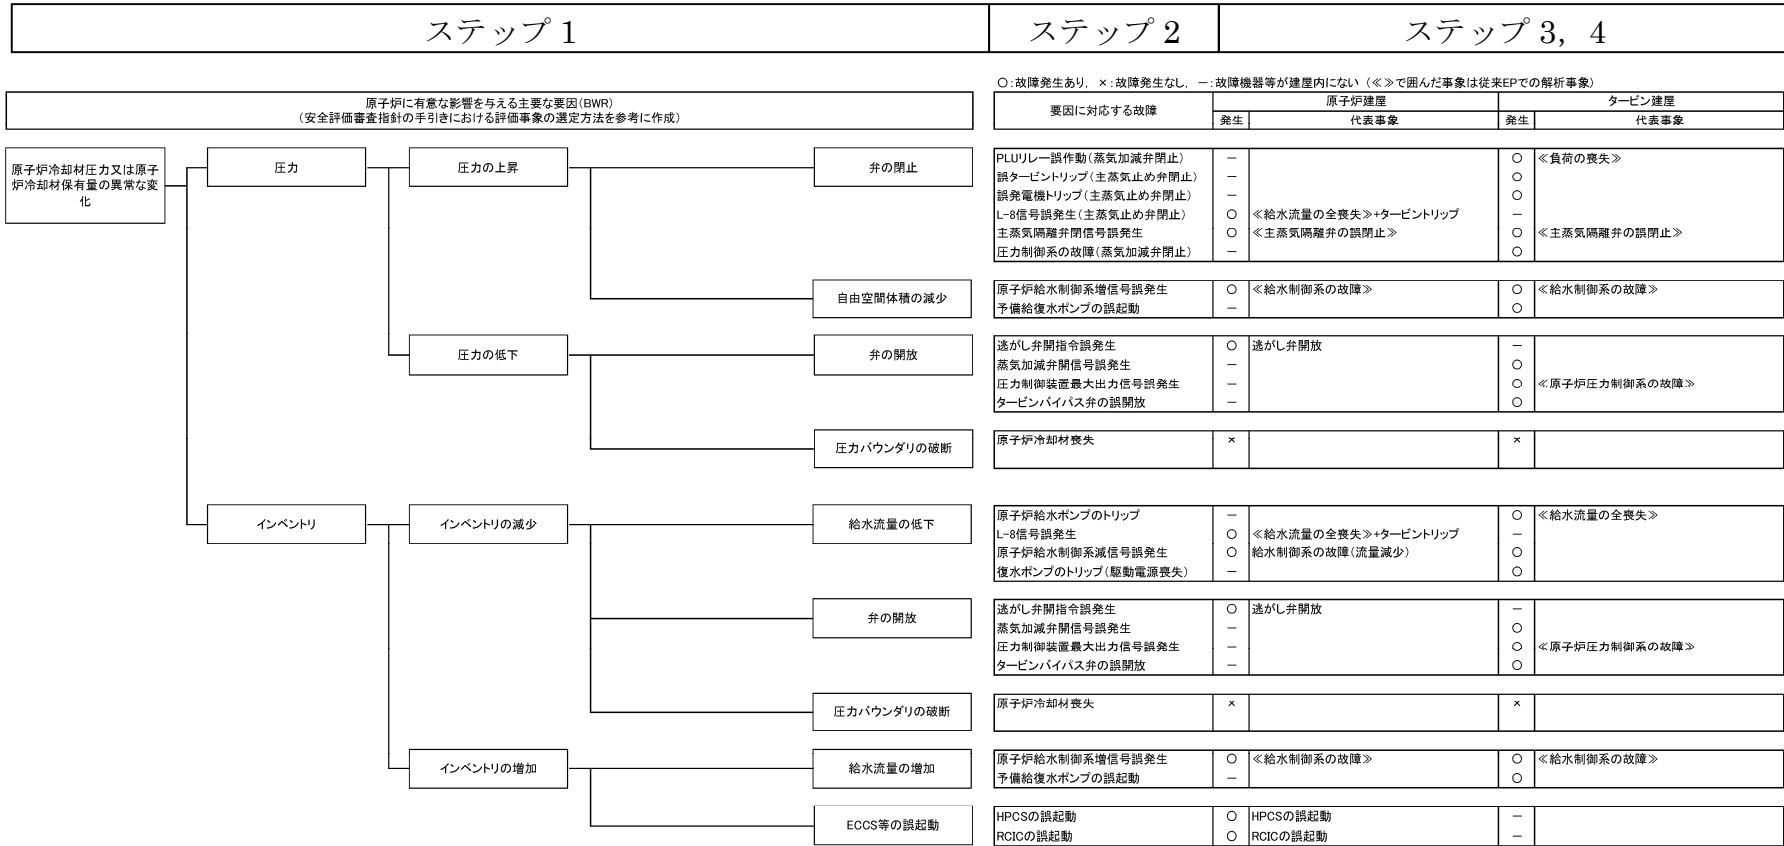 ステップ 1
ステップ 2
ステップ 3, 4
○:故障発生あり, ×:故障発生なし, －:故障機器等が建屋内にない (≪≫で囲んだ事象は従来EPでの解析事象)
原子炉に有意な影響を与える主要な要因(BWR)
(安全評価審査指針の手引きにおける評価事象の選定方法を参考に作成)
要因に対応する故障
原子炉建屋
タービン建屋
発生 代表事象 発生 代表事象
原子炉冷却材圧力又は原子
炉冷却材保有量の異常な変
化
圧力
圧力の上昇
弁の閉止
PLUリレー誤作動(蒸気加減弁閉止) － ○ ≪負荷の喪失≫
誤タービントリップ(主蒸気止め弁閉止) － ○
誤発電機トリップ(主蒸気止め弁閉止) － ○
L-8信号誤発生(主蒸気止め弁閉止) ○ ≪給水流量の全喪失≫+タービントリップ －
主蒸気隔離弁閉信号誤発生 ○ ≪主蒸気隔離弁の誤閉止≫ ○ ≪主蒸気隔離弁の誤閉止≫
圧力制御系の故障(蒸気加減弁閉止) － ○
自由空間体積の減少
原子炉給水制御系増信号誤発生 ○ ≪給水制御系の故障≫ ○ ≪給水制御系の故障≫
予備給復水ポンプの誤起動 － ○
圧力の低下
弁の開放
逃がし弁開指令誤発生 ○ 逃がし弁開放 －
蒸気加減弁開信号誤発生 － ○
圧力制御装置最大出力信号誤発生 － ○ ≪原子炉圧力制御系の故障≫
タービンバイパス弁の誤開放 － ○
圧力バウンダリの破断
原子炉冷却材喪失 × ×
インベントリ
インベントリの減少
給水流量の低下
原子炉給水ポンプのトリップ － ○ ≪給水流量の全喪失≫
L-8信号誤発生 ○ ≪給水流量の全喪失≫+タービントリップ －
原子炉給水制御系減信号誤発生 ○ 給水制御系の故障(流量減少) ○
復水ポンプのトリップ(駆動電源喪失) － ○
弁の開放
逃がし弁開指令誤発生 ○ 逃がし弁開放 －
蒸気加減弁開信号誤発生 － ○
圧力制御装置最大出力信号誤発生 － ○ ≪原子炉圧力制御系の故障≫
タービンバイパス弁の誤開放 － ○
圧力バウンダリの破断
原子炉冷却材喪失 × ×
インベントリの増加
給水流量の増加
原子炉給水制御系増信号誤発生 ○ ≪給水制御系の故障≫ ○ ≪給水制御系の故障≫
予備給復水ポンプの誤起動 － ○
ECCS等の誤起動
HPCSの誤起動 ○ HPCSの誤起動 －
RCICの誤起動 ○ RCICの誤起動 －